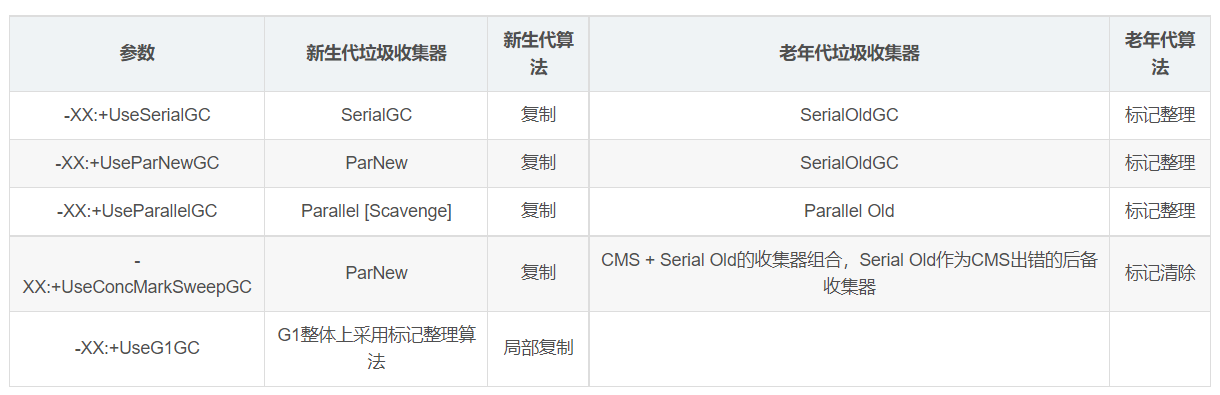 参数
新生代垃圾收集器
新生代算
法
老年代垃圾收集器
老年代算
法
-XX:+UseSerialGC
SerialGC
复制
SerialOldGC
标记整理
-XX:+UseParNewGC
ParNew
复制
SerialOldGC
标记整理
-XX:+UseParallelGC
Parallel [Scavenge]
复制
Parallel Old
标记整理
-
XX:+UseConcMarkSweepGC
ParNew
复制
CMS + Serial Old的收集器组合，Serial Old作为CMS出错的后备
收集器
标记清除
-XX:+UseG1GC
G1整体上采用标记整理算
法
局部复制